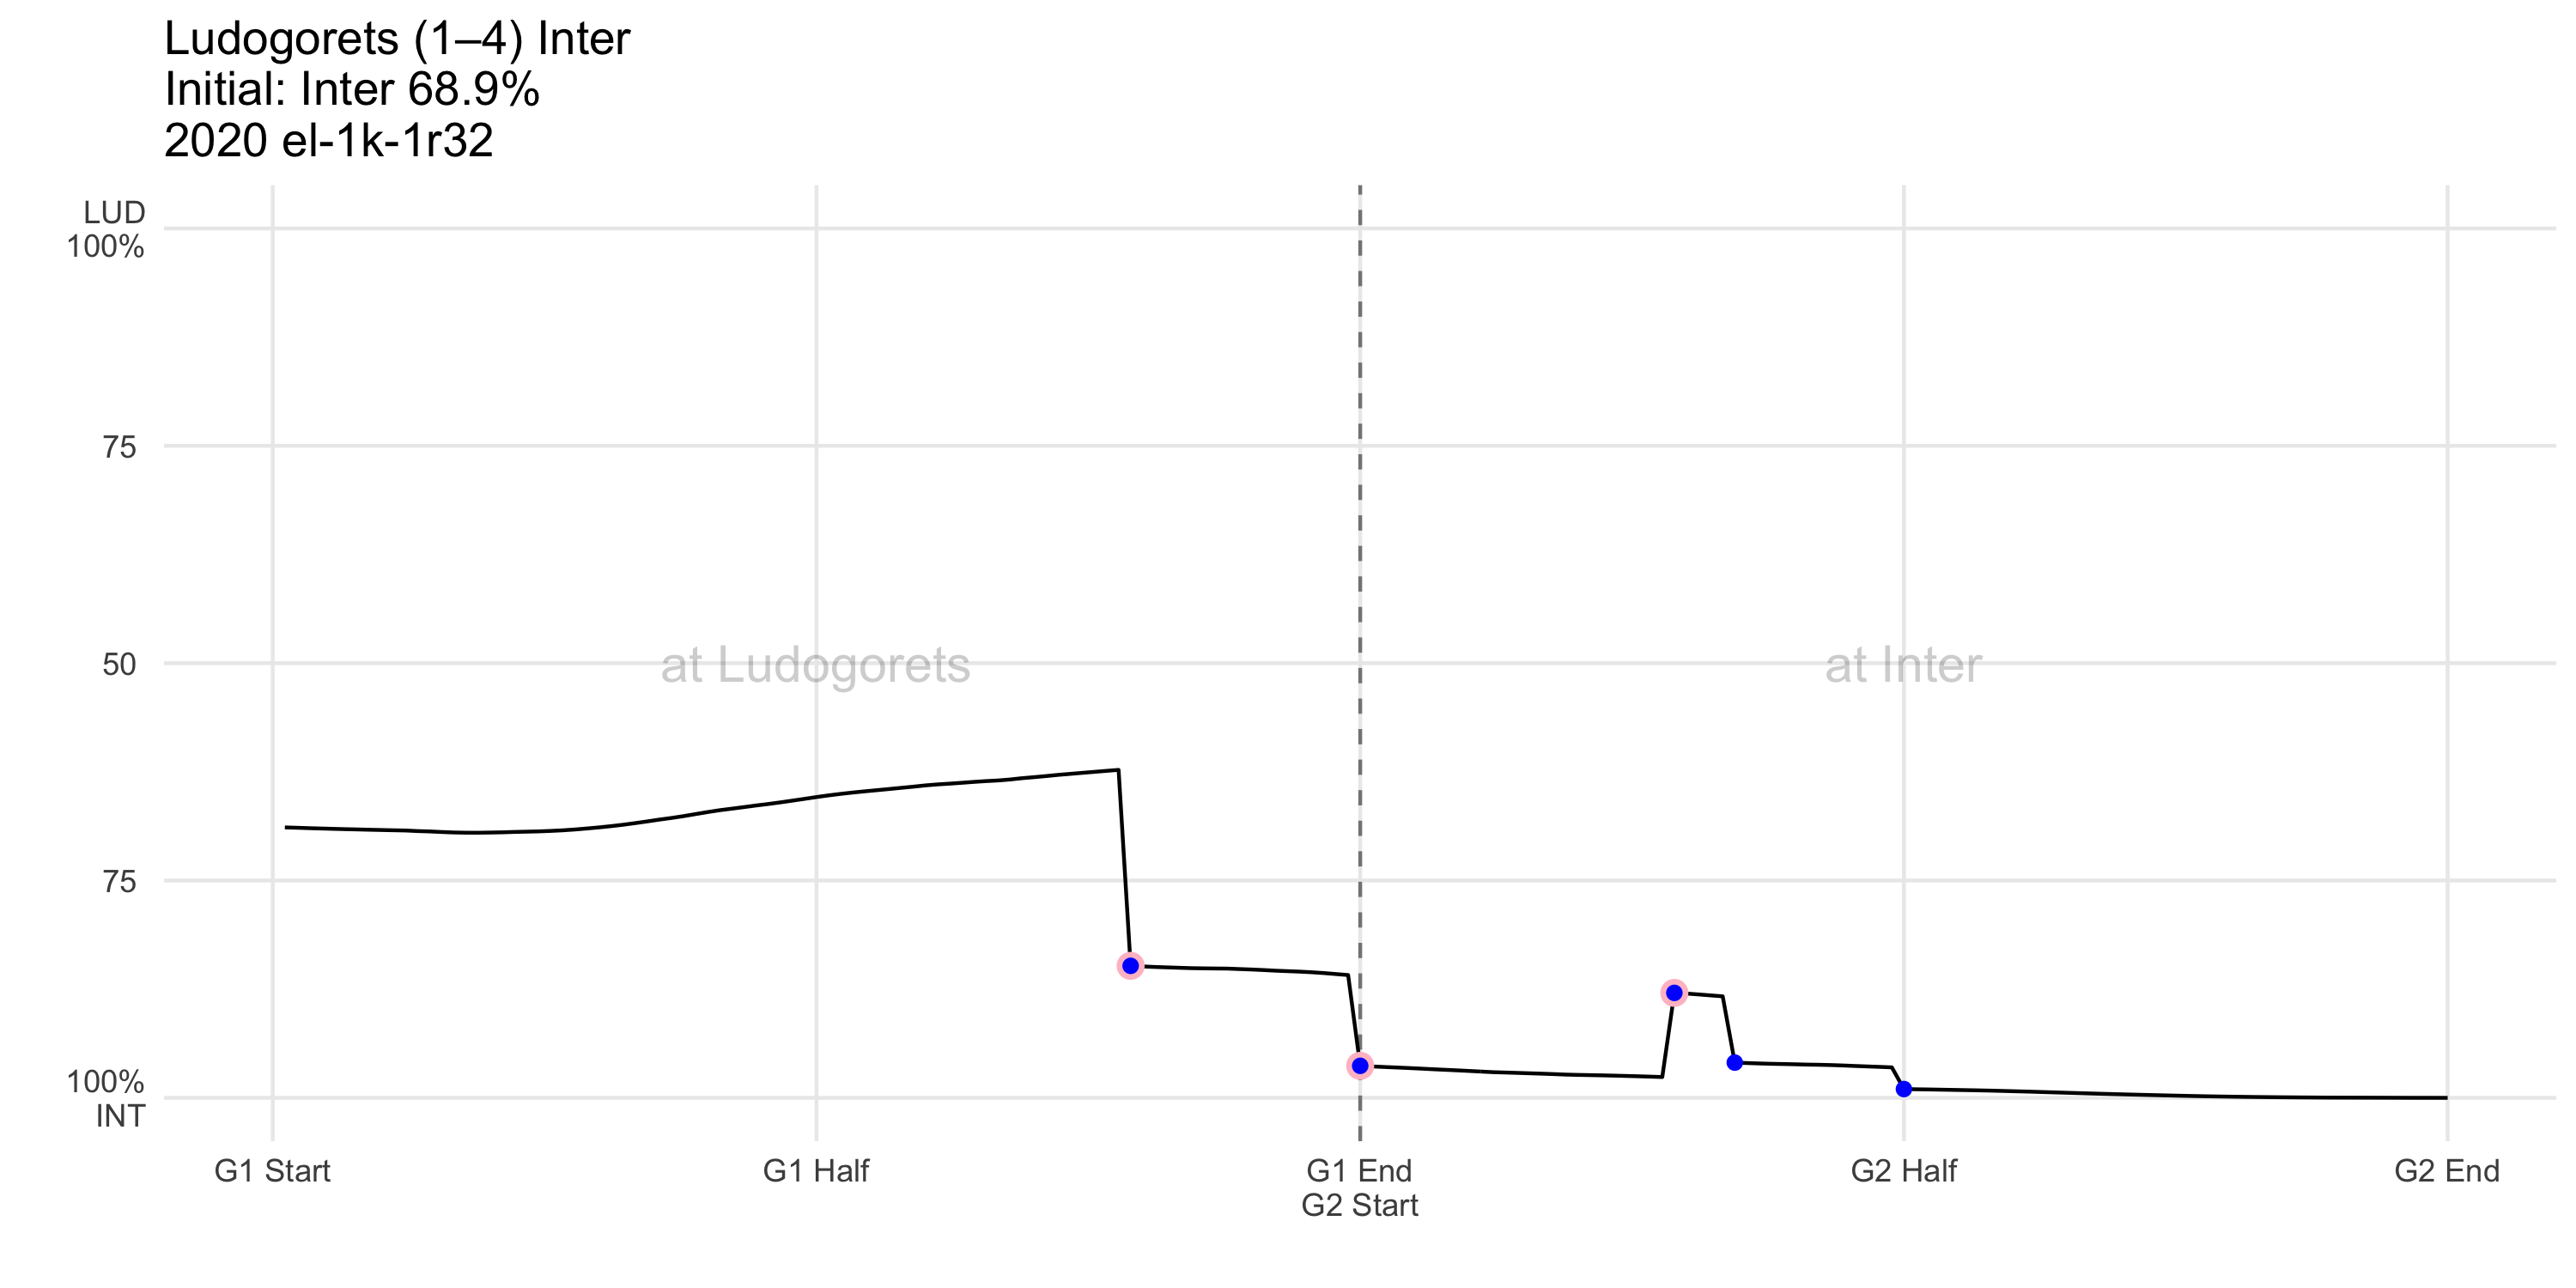 Ludogorets (1–4) Inter
Initial: Inter 68.9%
2020 el-1k-1r32
LUD
100%
75
50
75
100%
INT
at Ludogorets
at Inter
G1 Start
G1 Half
G1 End
G2 Start
G2 Half
G2 End